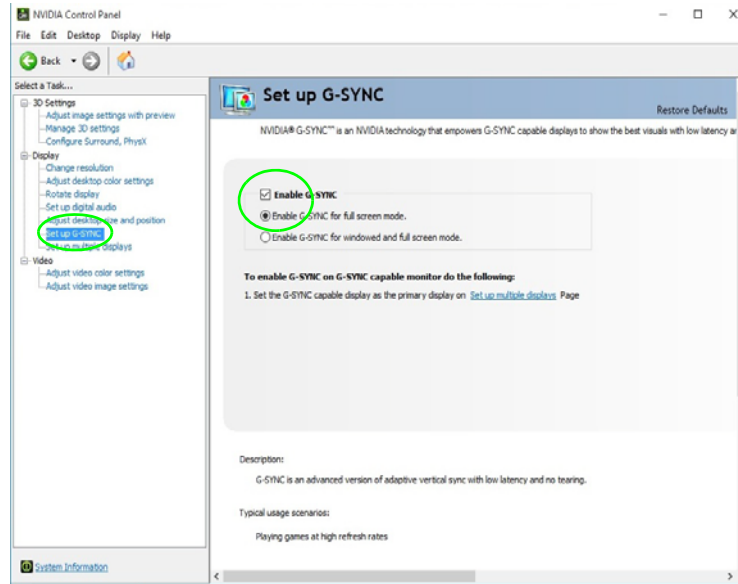 NVIDIA Control Panel
File Edit Desktop Display Help
Back
Select a Task...
3D Settings
Adjust image settings with preview
Manage 3D settings
Configure Surround, PhysX
Display
Change resolution
Adjust desktop color settings
Rotate display
Set up digital audio
Adjust desktop size and position
Set up G-SYNC
Set up multiple displays
Video
Adjust video color settings
Adjust video image settings
System Information
Set up G-SYNC
Restore Defaults
NVIDIA® G-SYNC™ is an NVIDIA technology that empowers G-SYNC capable displays to show the best visuals with low latency ar
Enable G-SYNC
Enable G-SYNC for full screen mode.
Enable G-SYNC for windowed and full screen mode.
To enable G-SYNC on G-SYNC capable monitor do the following:
1. Set the G-SYNC capable display as the primary display on Set up multiple displays Page
Description:
G-SYNC is an advanced version of adaptive vertical sync with low latency and no tearing.
Typical usage scenarios:
Playing games at high refresh rates